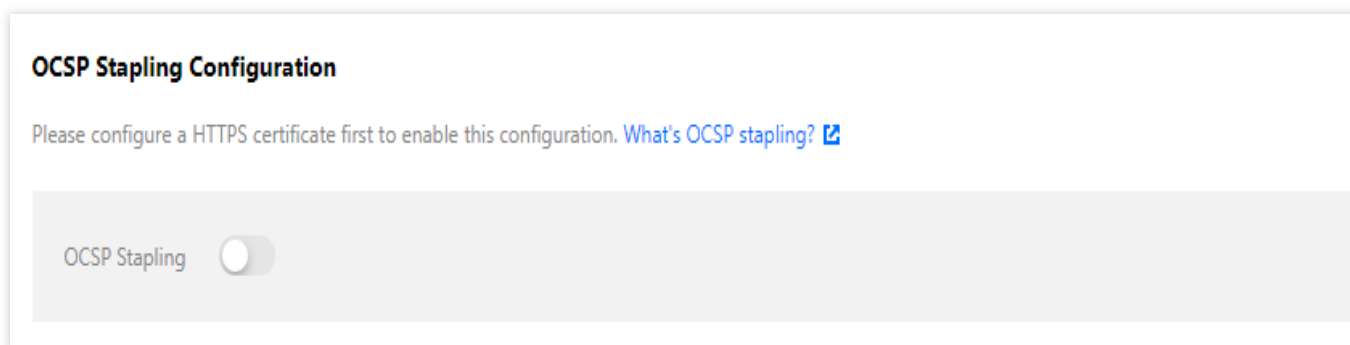 OCSP Stapling Configuration
Please configure a HTTPS certificate first to enable this configuration. What's OCSP stapling?
OCSP Stapling